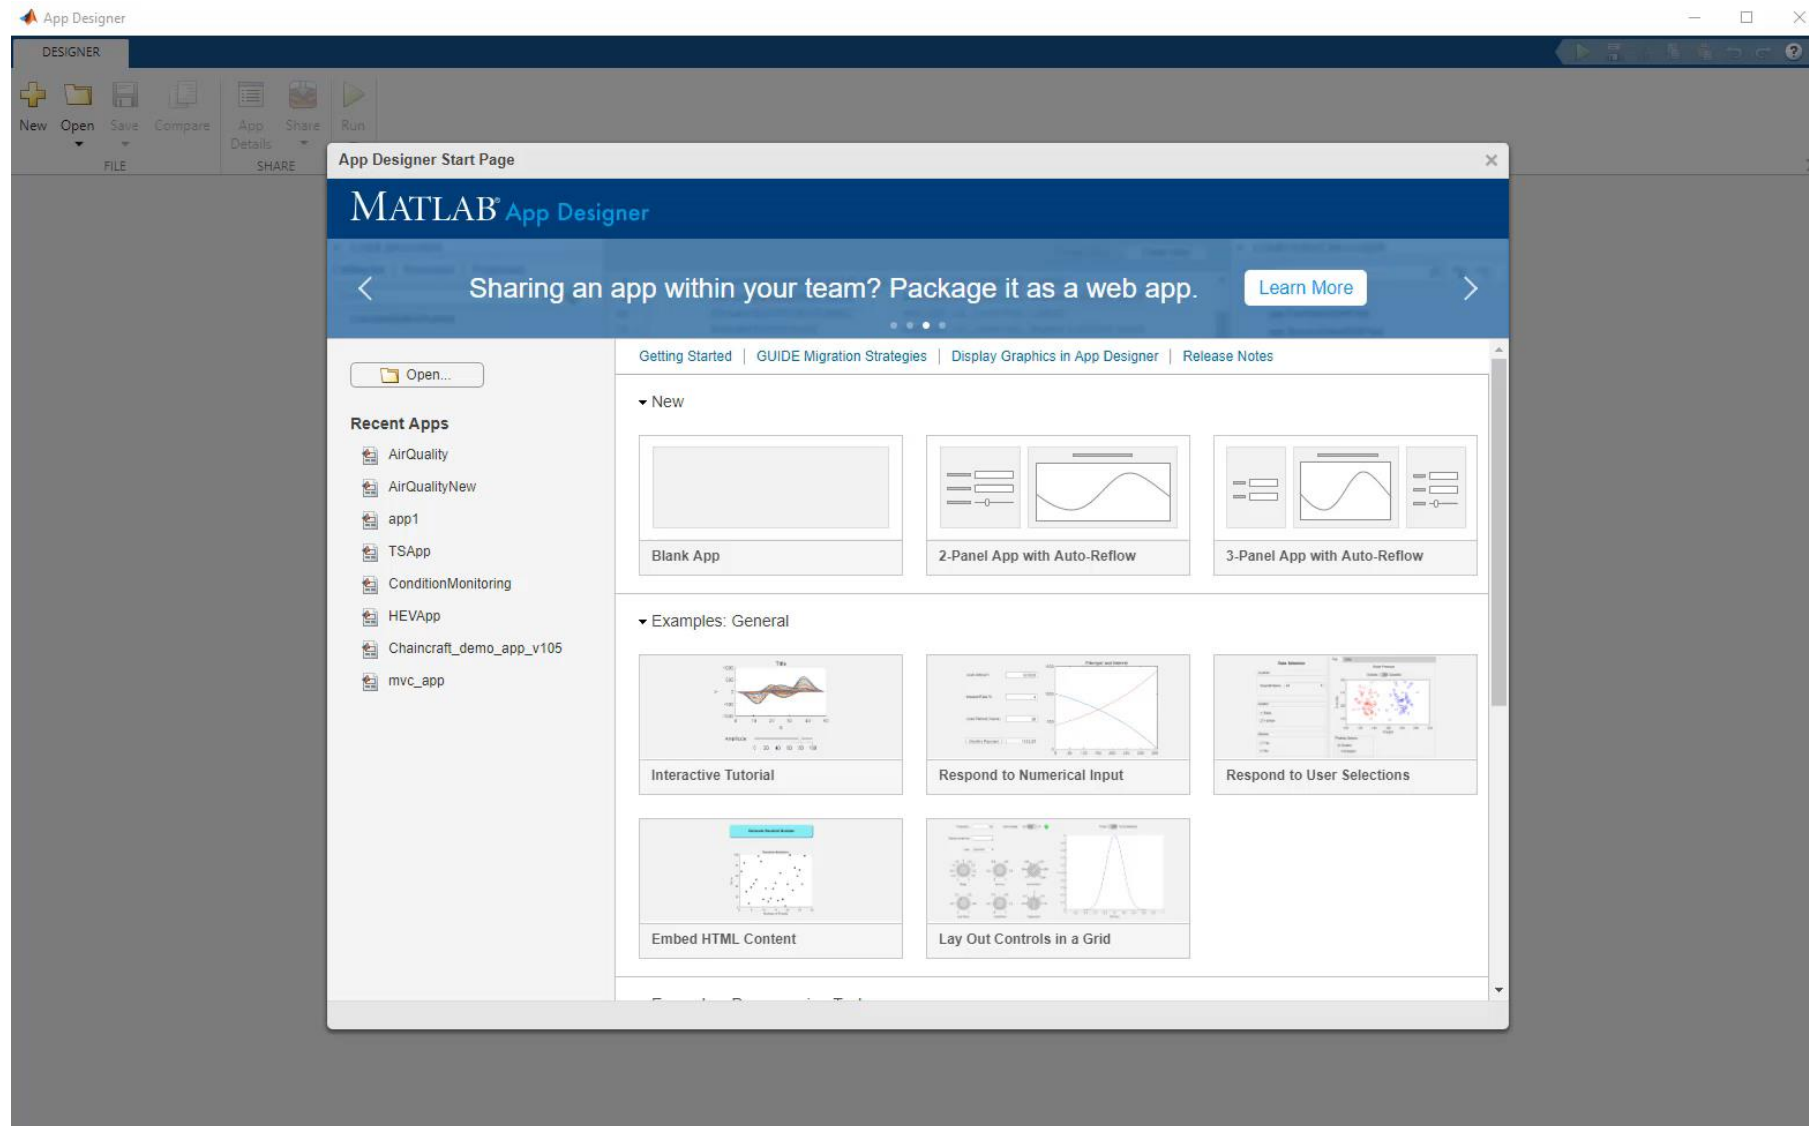 App Designer
DESIGNER
New Open Save Compare App Details Share Run
FILE SHARE
App Designer Start Page
MATLAB® App Designer
Sharing an app within your team? Package it as a web app. Learn More
Open...
Getting Started | GUIDE Migration Strategies | Display Graphics in App Designer | Release Notes
Recent Apps
AirQuality
AirQualityNew
app1
TSApp
ConditionMonitoring
HEVApp
Chaincraft_demo_app_v105
mvc_app
New
Blank App
2-Panel App with Auto-Reflow
3-Panel App with Auto-Reflow
Examples: General
Title
Amplitude
Interactive Tutorial
Respond to Numerical Input
Respond to User Selections
Embed HTML Content
Lay Out Controls in a Grid